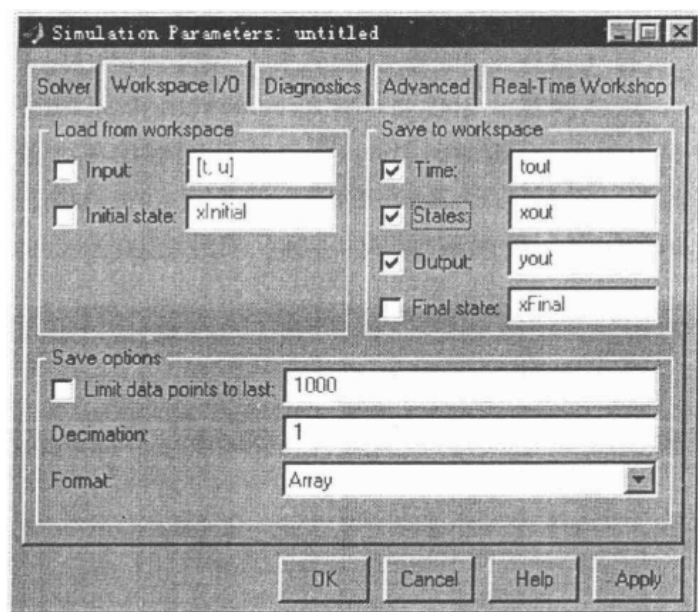 Simulation Parameters: untitled
Solver Workspace I/O Diagnostics Advanced Real-Time Workshop
Load from workspace
Input: [t, u]
Initial state: xInitial
Save to workspace
Time: tout
States: xout
Output: yout
Final state: xFinal
Save options
Limit data points to last: 1000
Decimation: 1
Format: Array
OK Cancel Help Apply